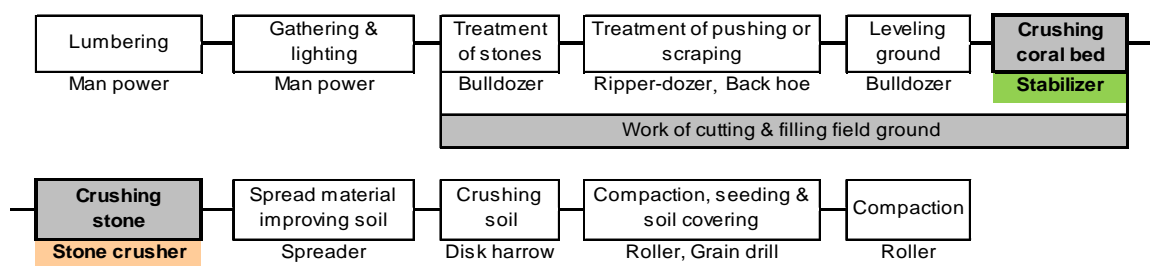 Lumbering
Gathering &
lighting
Treatment
of stones
Treatment of pushing or
scraping
Leveling
ground
Crushing
coral bed
Man power
Man power
Bulldozer
Ripper-dozer, Back hoe
Bulldozer
Stabilizer
Work of cutting & filling field ground
Crushing
stone
Spread material
improving soil
Crushing
soil
Compaction, seeding &
soil covering
Compaction
Stone crusher
Spreader
Disk harrow
Roller, Grain drill
Roller